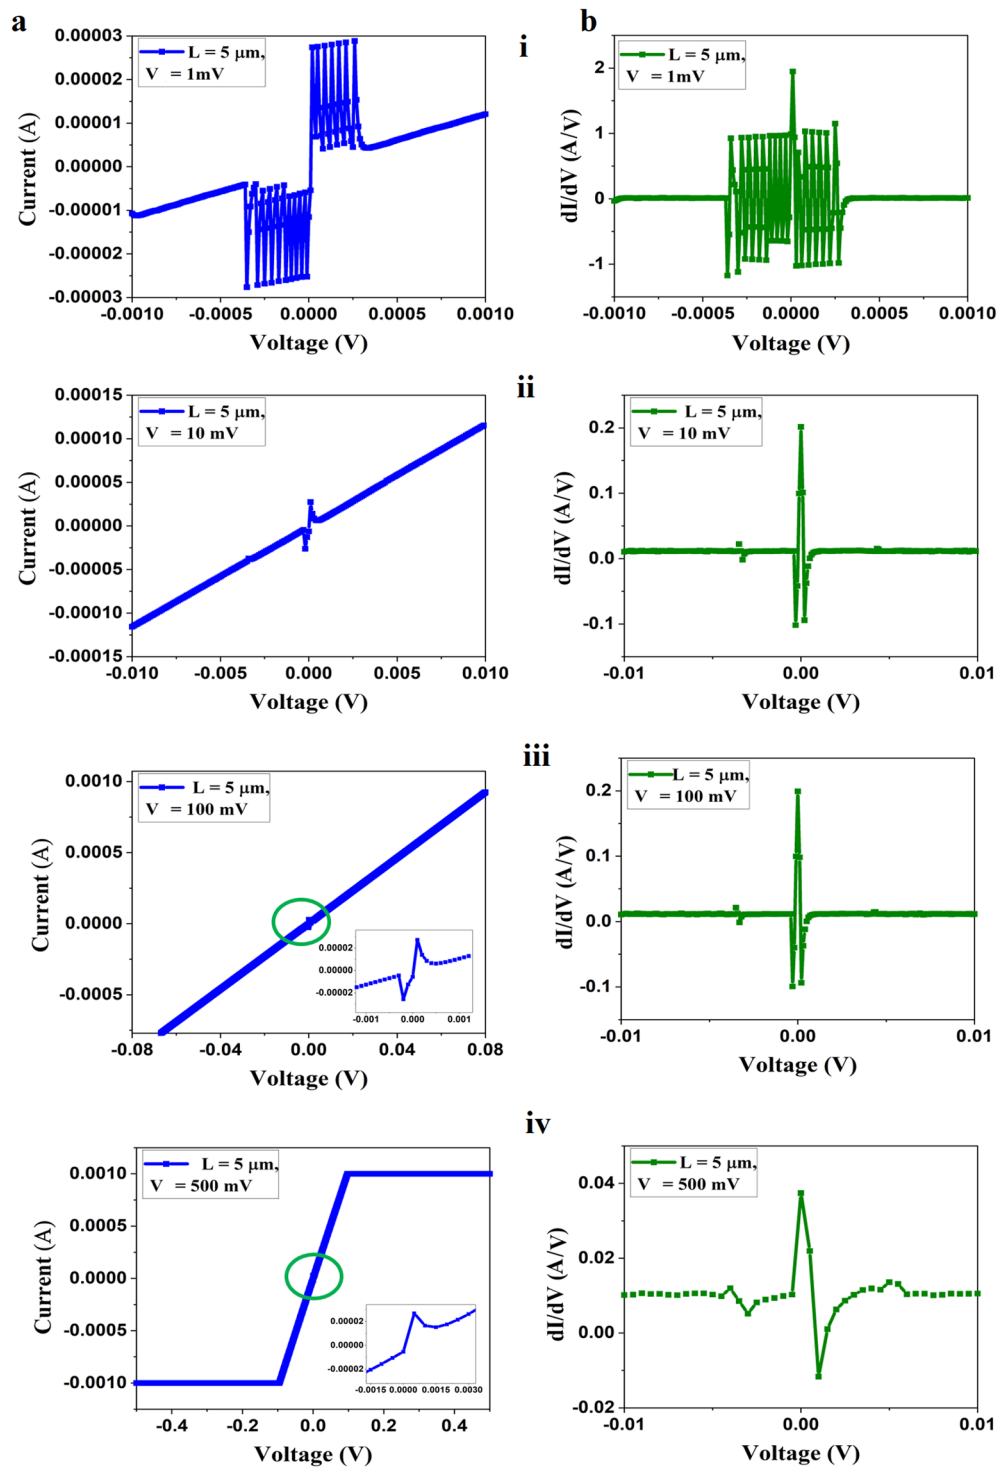 a
b
i
0.00003
0.00002
0.00001
0.00000
-0.00001
-0.00002
-0.00003
Current (A)
L = 5 μm,
V = 1mV
-0.0010 -0.0005 0.0000 0.0005 0.0010
Voltage (V)
2
1
0
-1
dI/dV (A/V)
L = 5 μm,
V = 1mV
-0.0010 -0.0005 0.0000 0.0005 0.0010
Voltage (V)
ii
0.00015
0.00010
0.00005
0.00000
-0.00005
-0.00010
-0.00015
Current (A)
L = 5 μm,
V = 10 mV
-0.010 -0.005 0.000 0.005 0.010
Voltage (V)
0.2
0.1
0.0
-0.1
dI/dV (A/V)
L = 5 μm,
V = 10 mV
-0.01 0.00 0.01
Voltage (V)
iii
0.0010
0.0005
0.0000
-0.0005
Current (A)
L = 5 μm,
V = 100 mV
0.00002
0.00000
-0.00002
-0.001 0.000 0.001
-0.08 -0.04 0.00 0.04 0.08
Voltage (V)
0.2
0.1
0.0
-0.1
dI/dV (A/V)
L = 5 μm,
V = 100 mV
-0.01 0.00 0.01
Voltage (V)
iv
0.0010
0.0005
0.0000
-0.0005
-0.0010
Current (A)
L = 5 μm,
V = 500 mV
0.00002
0.00000
-0.00002
-0.0015 0.0000 0.0015 0.0030
-0.4 -0.2 0.0 0.2 0.4
Voltage (V)
0.04
0.02
0.00
-0.02
dI/dV (A/V)
L = 5 μm,
V = 500 mV
-0.01 0.00 0.01
Voltage (V)